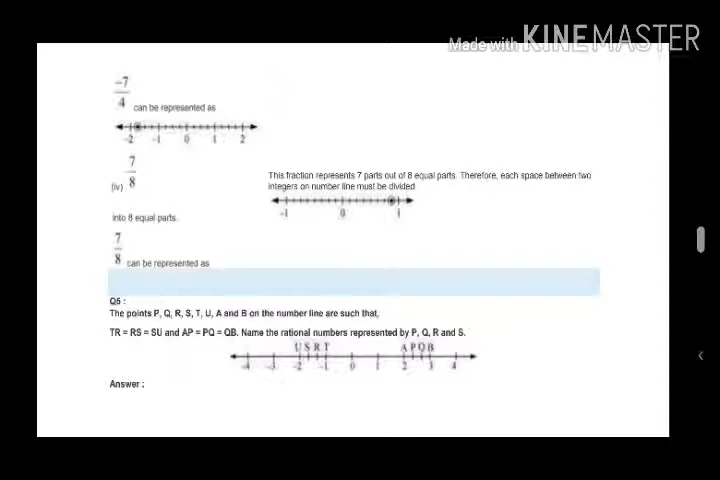 Made with KINEMASTER
-7
4 can be represented as
-2 -1 0 1 2
7
(iv) 8
This fraction represents 7 parts out of 8 equal parts. Therefore, each space between two
integers on number line must be divided
-1 0 1
into 8 equal parts.
7
8 can be represented as
Q5 :
The points P, Q, R, S, T, U, A and B on the number line are such that,
TR = RS = SU and AP = PQ = QB. Name the rational numbers represented by P, Q, R and S.
U S R T A P Q B
-4 -3 -2 -1 0 1 2 3 4
Answer :